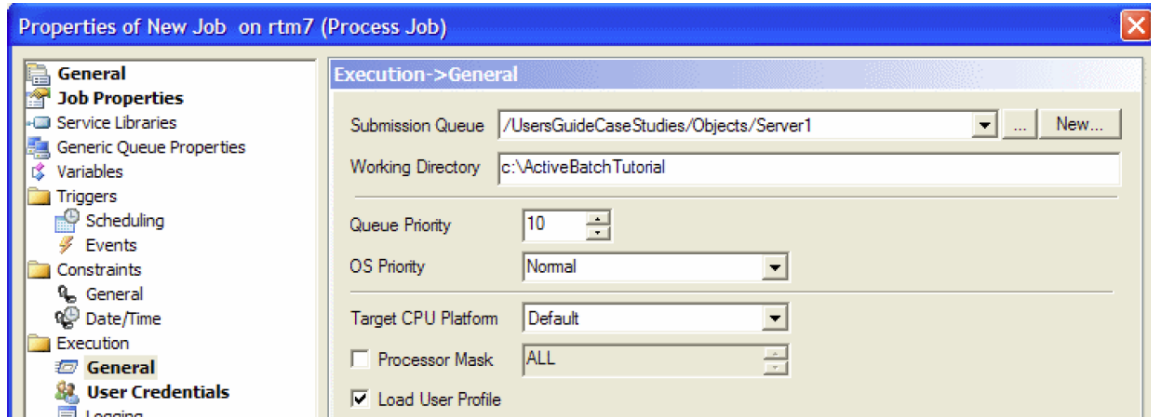 Properties of New Job on rtm7 (Process Job)
General
Job Properties
Service Libraries
Generic Queue Properties
Variables
Triggers
Scheduling
Events
Constraints
General
Date/Time
Execution
General
User Credentials
Logging
Execution->General
Submission Queue /UsersGuideCaseStudies/Objects/Server1 ... New...
Working Directory c:\ActiveBatchTutorial
Queue Priority 10
OS Priority Normal
Target CPU Platform Default
Processor Mask ALL
Load User Profile